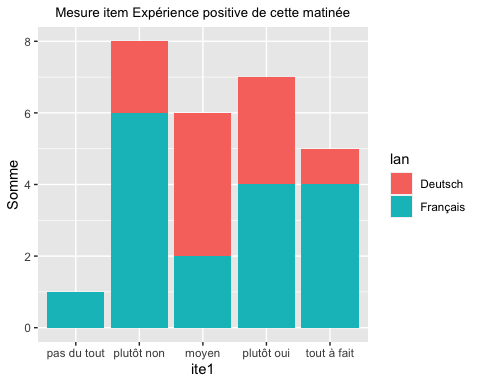 Mesure item Expérience positive de cette matinée
Somme
8
6
4
2
0
pas du tout
plutôt non
moyen
plutôt oui
tout à fait
ite1
lan
Deutsch
Français